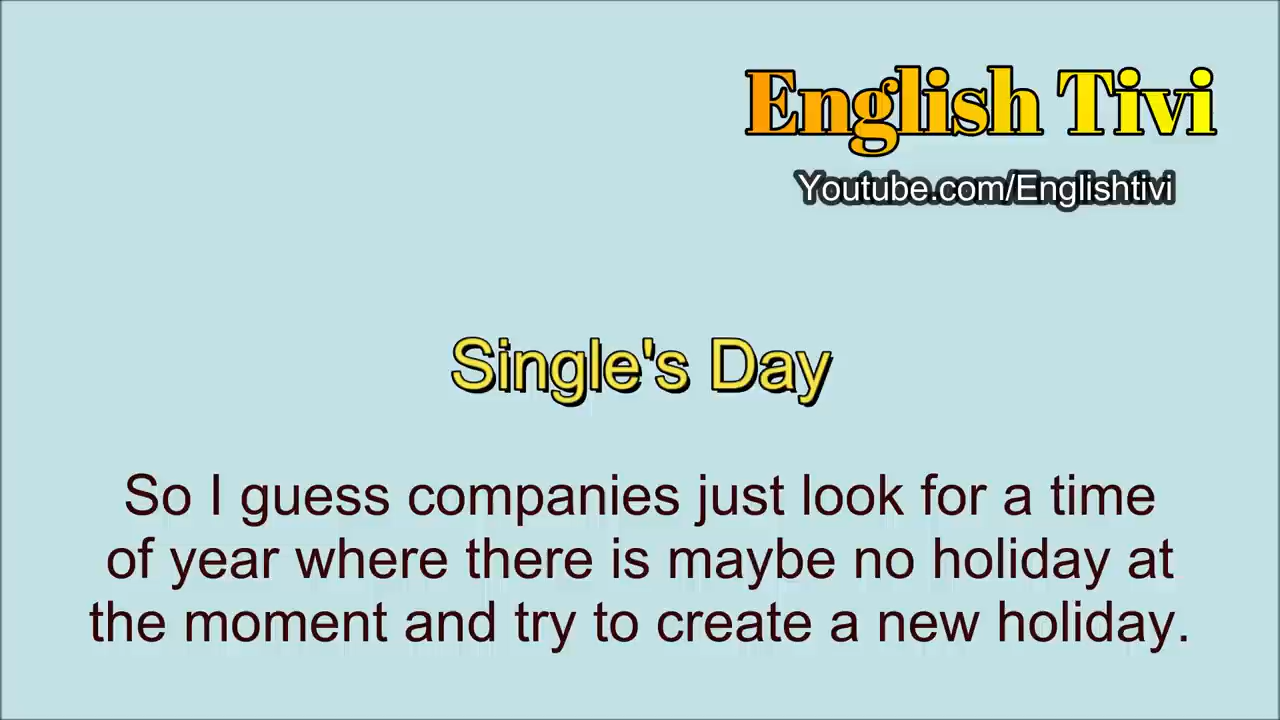 English Tivi
Youtube.com/Englishtivi
Single's Day
So I guess companies just look for a time
of year where there is maybe no holiday at
the moment and try to create a new holiday.